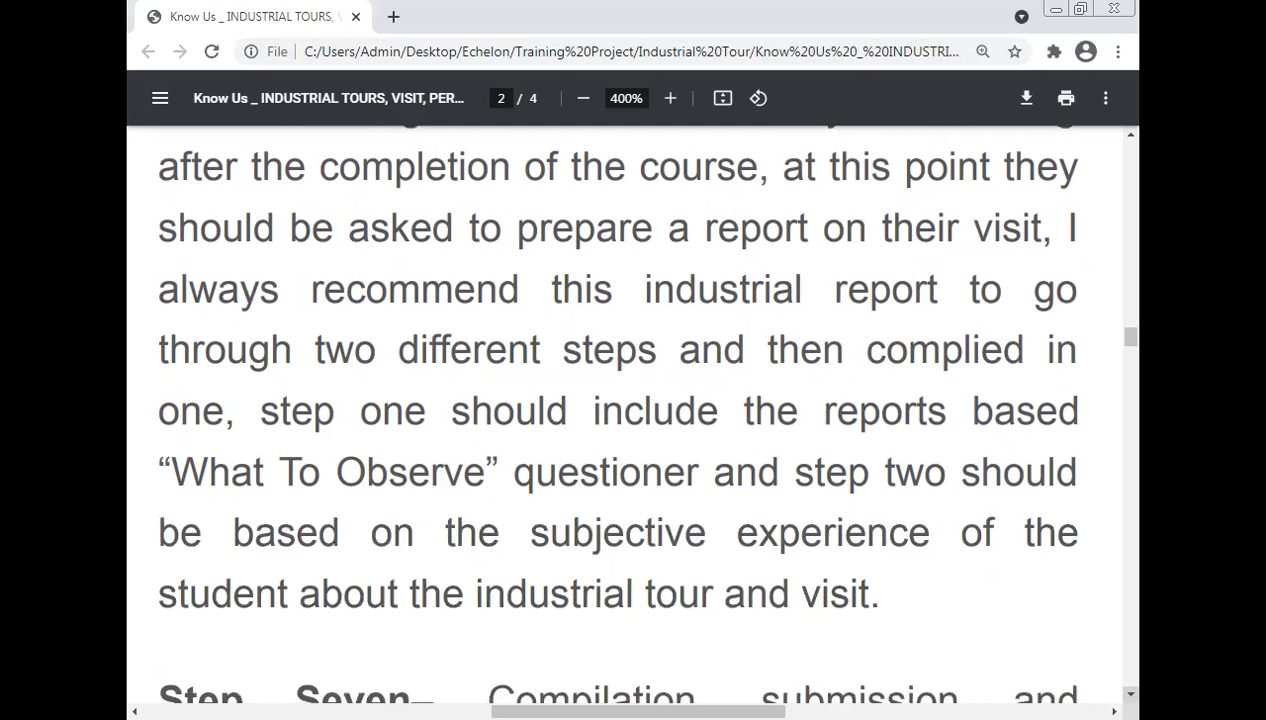 Know Us _ INDUSTRIAL TOURS, V
File C:/Users/Admin/Desktop/Echelon/Training%20Project/Industrial%20Tour/Know%20Us%20_%20INDUSTRI...
Know Us _ INDUSTRIAL TOURS, VISIT, PER... 2 / 4 400%
after the completion of the course, at this point they
should be asked to prepare a report on their visit, I
always recommend this industrial report to go
through two different steps and then complied in
one, step one should include the reports based
“What To Observe” questioner and step two should
be based on the subjective experience of the
student about the industrial tour and visit.
Step Seven– Compilation submission and